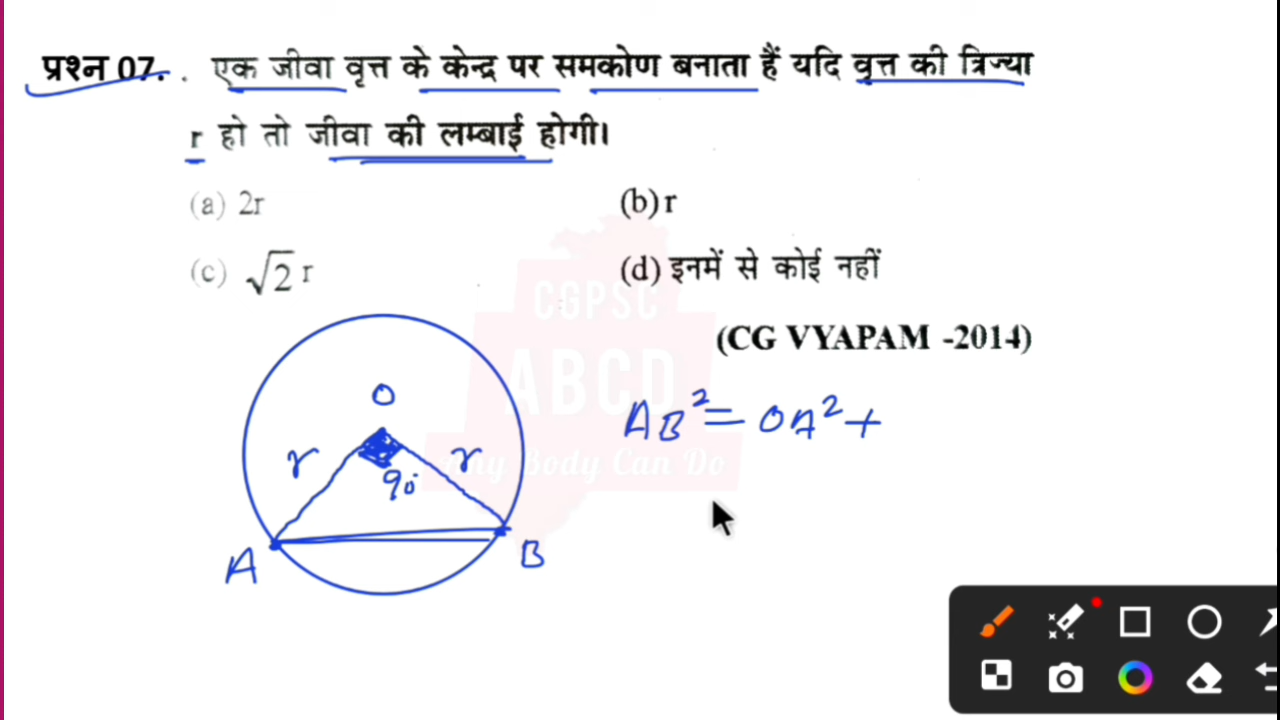 प्रश्न 07. . एक जीवा वृत्त के केन्द्र पर समकोण बनाता हैं यदि वृत्त की त्रिज्या
r हो तो जीवा की लम्बाई होगी।
(a) 2r
(b) r
(c) √2 r
(d) इनमें से कोई नहीं
(CG VYAPAM -2014)
CGPSC
ABCD
Any Body Can Do
AB² = OA² +
O
r r
90°
A B